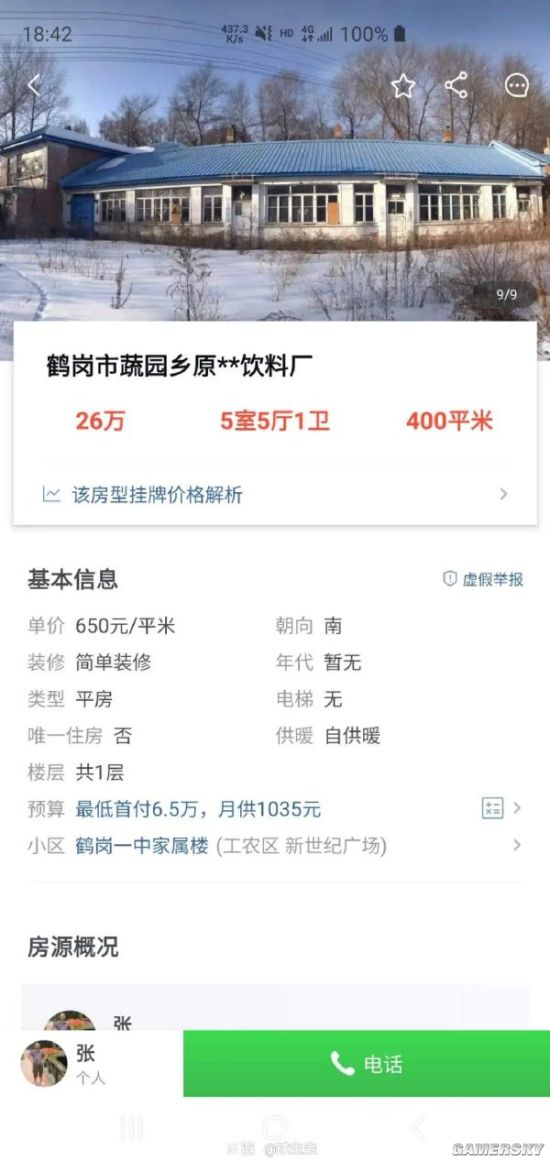 18:42
437.3 K/s HD 4G 100%
9/9
鹤岗市蔬园乡原**饮料厂
26万 5室5厅1卫 400平米
该房型挂牌价格解析
基本信息 虚假举报
单价 650元/平米 朝向 南
装修 简单装修 年代 暂无
类型 平房 电梯 无
唯一住房 否 供暖 自供暖
楼层 共1层
预算 最低首付6.5万，月供1035元
小区 鹤岗一中家属楼 (工农区 新世纪广场)
房源概况
张
张
个人
电话
GAMERSKY